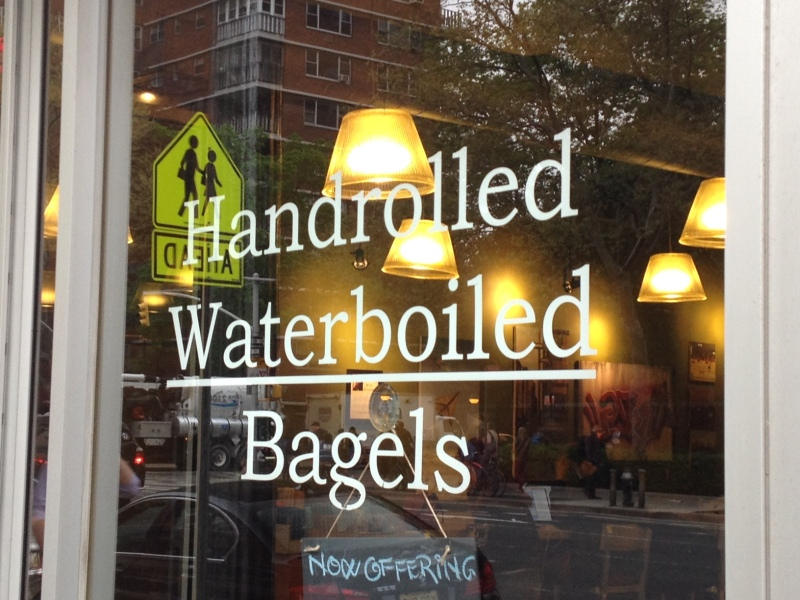 AHEAD
Handrolled
Waterboiled
Bagels
NOW OFFERING